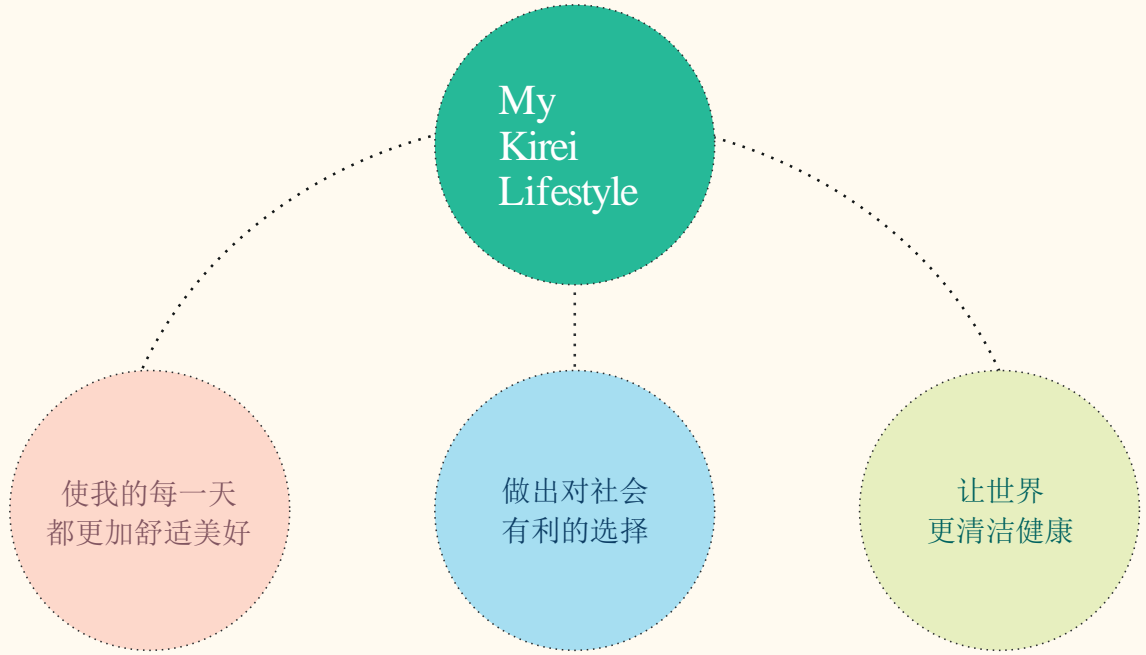 My
Kirei
Lifestyle
使我的每一天
都更加舒适美好
做出对社会
有利的选择
让世界
更清洁健康